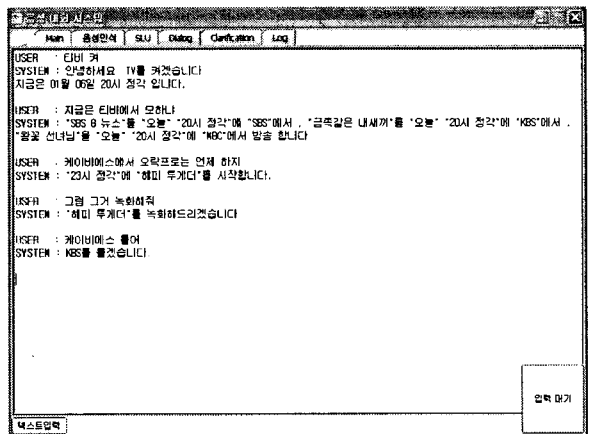 음성 대화 시스템
Main 음성인식 SLU Dialog Clarification Log
USER : 티비 켜
SYSTEM : 안녕하세요 TV를 켜겠습니다
지금은 01월 06일 20시 정각 입니다.
USER : 지금은 티비에서 모하냐
SYSTEM : "SBS 8 뉴스"를 "오늘" "20시 정각"에 "SBS"에서 , "금쪽같은 내새끼"를 "오늘" "20시 정각"에 "KBS"에서 ,
"왕꽃 선녀님"을 "오늘" "20시 정각"에 "MBC"에서 방송 합니다
USER : 케이비에스에서 오락프로는 언제 하지
SYSTEM : "23시 정각"에 "해피 투게더"를 시작합니다.
USER : 그럼 그거 녹화해줘
SYSTEM : "해피 투게더"를 녹화해드리겠습니다
USER : 케이비에스 틀어
SYSTEM : KBS를 틀겠습니다.
입력 대기
텍스트입력